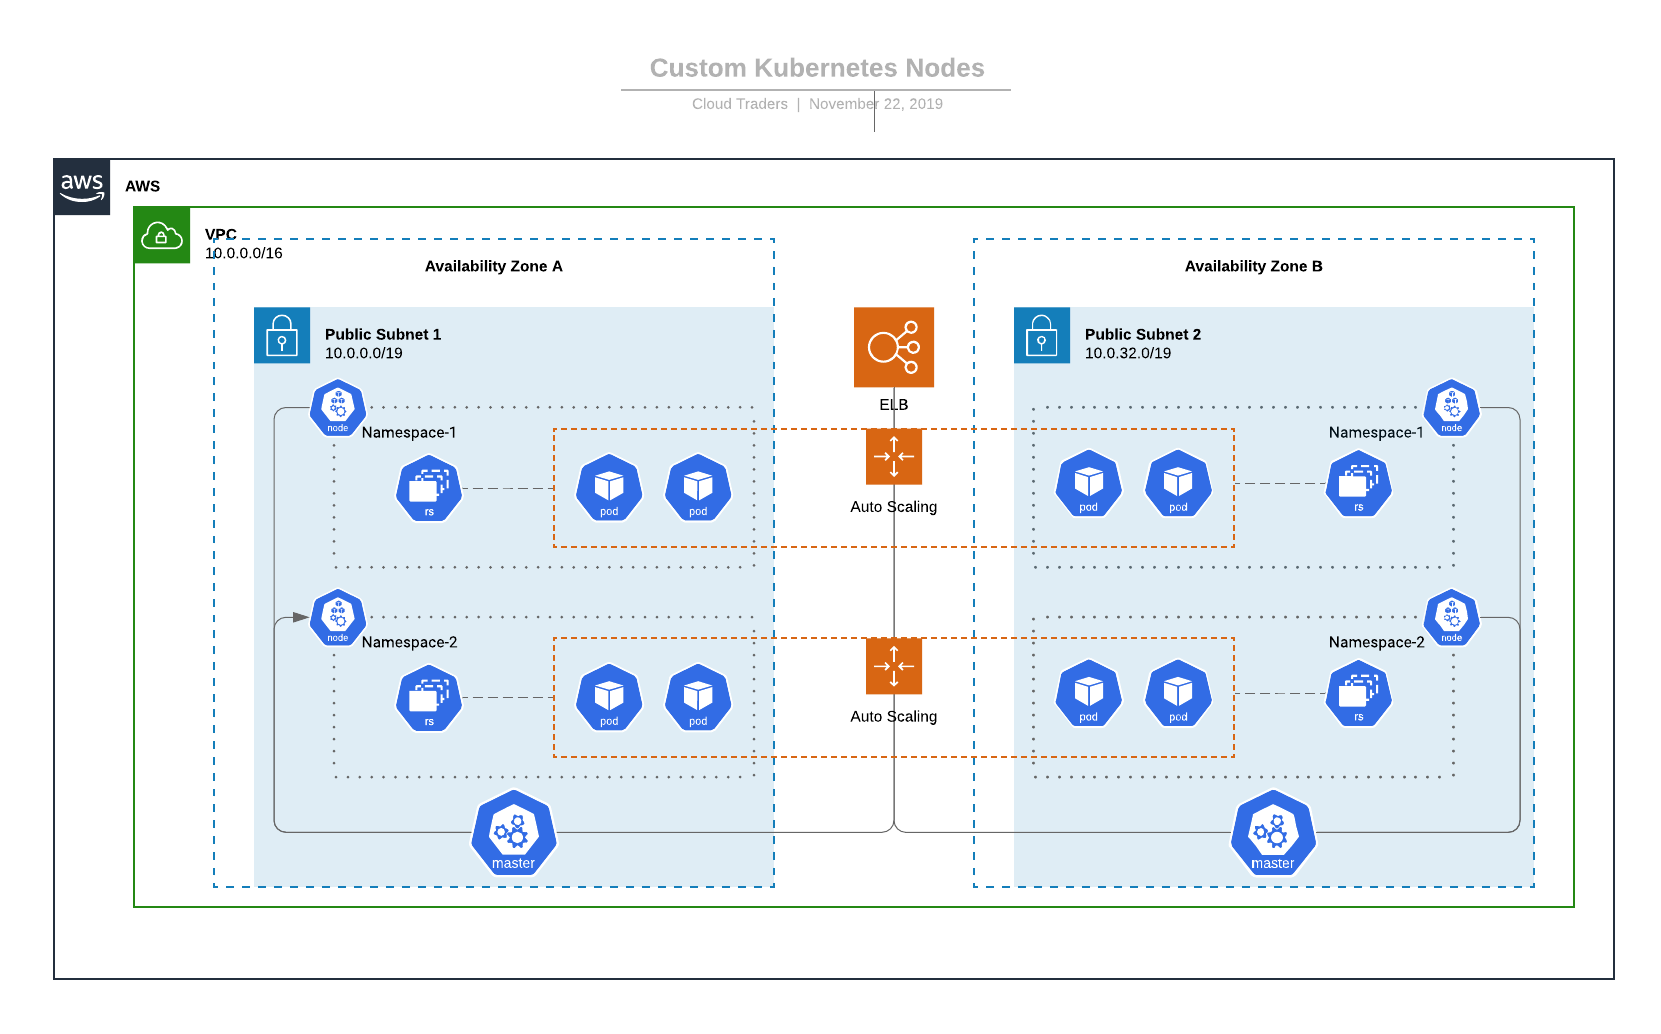 Custom Kubernetes Nodes
Cloud Traders | November 22, 2019
aws
AWS
VPC
10.0.0.0/16
Availability Zone A
Availability Zone B
Public Subnet 1
10.0.0.0/19
Public Subnet 2
10.0.32.0/19
ELB
node
Namespace-1
Namespace-1
node
rs
pod
pod
Auto Scaling
pod
pod
rs
node
Namespace-2
Namespace-2
node
rs
pod
pod
Auto Scaling
pod
pod
rs
master
master